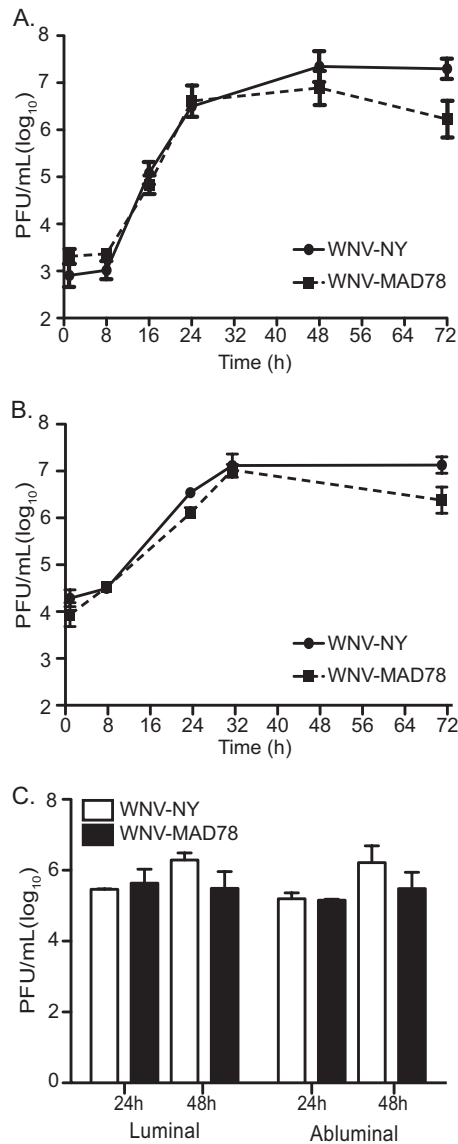 A.
8
7
6
5
4
3
2
PFU/mL(log10)
WNV-NY
WNV-MAD78
0 8 16 24 32 40 48 56 64 72
Time (h)
B.
8
7
6
5
4
3
2
PFU/mL(log10)
WNV-NY
WNV-MAD78
0 8 16 24 32 40 48 56 64 72
Time (h)
C.
8
6
5
2
0
PFU/mL(log10)
WNV-NY
WNV-MAD78
24h 48h 24h 48h
Luminal Abluminal